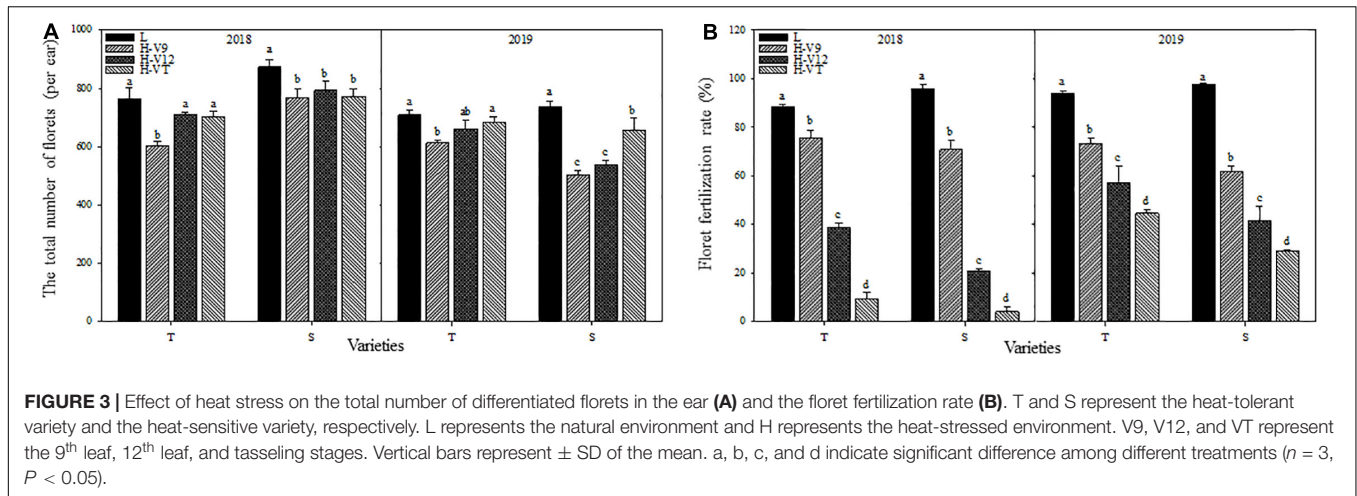 A
1000
800
600
400
200
0
The total number of florets (per ear)
L
H-V9
H-V12
H-VT
2018
2019
a
b
a
a
a
b
b
b
a
b
ab
a
a
c
c
b
T
S
T
S
Varieties
B
120
100
80
60
40
20
0
Floret fertilization rate (%)
L
H-V9
H-V12
H-VT
2018
2019
a
b
c
d
a
b
c
d
a
b
c
d
a
b
c
d
T
S
T
S
Varieties
FIGURE 3 | Effect of heat stress on the total number of differentiated florets in the ear (A) and the floret fertilization rate (B). T and S represent the heat-tolerant
variety and the heat-sensitive variety, respectively. L represents the natural environment and H represents the heat-stressed environment. V9, V12, and VT represent
the 9th leaf, 12th leaf, and tasseling stages. Vertical bars represent ± SD of the mean. a, b, c, and d indicate significant difference among different treatments (n = 3,
P < 0.05).